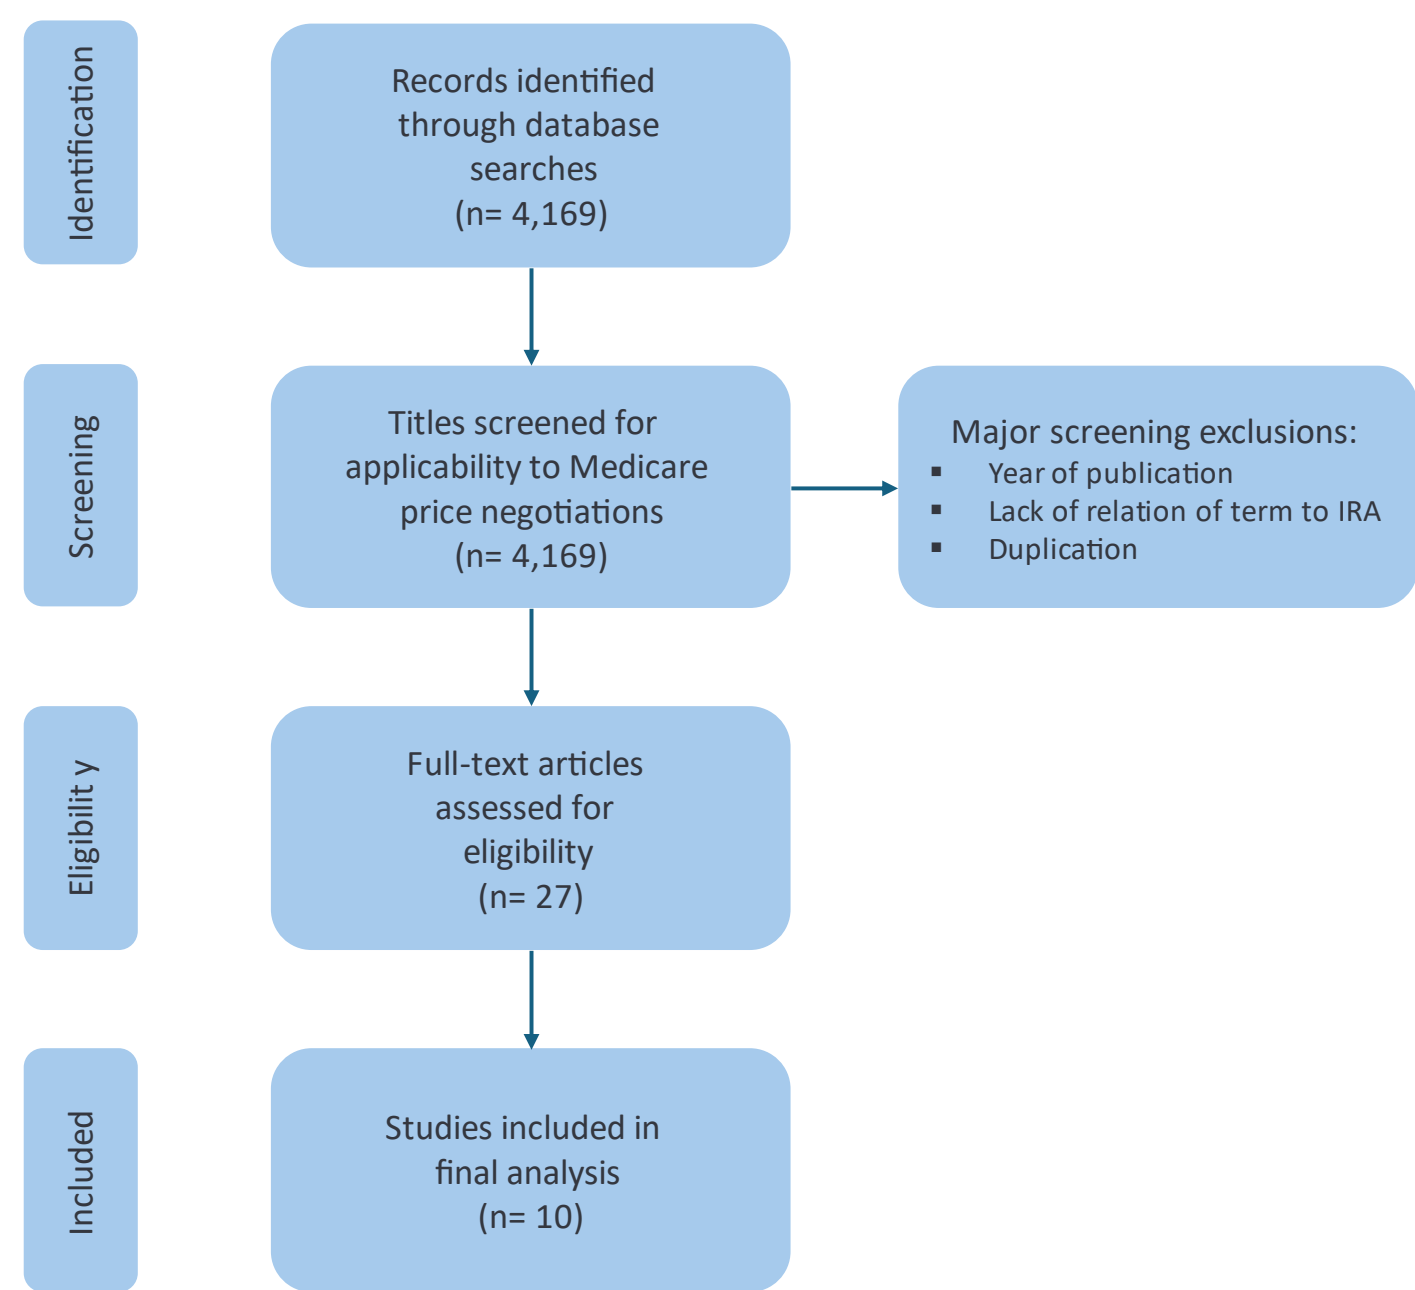 Identification
Records identified
through database
searches
(n= 4,169)
Screening
Titles screened for
applicability to Medicare
price negotiations
(n= 4,169)
Major screening exclusions:
▪ Year of publication
▪ Lack of relation of term to IRA
▪ Duplication
Eligibilit y
Full-text articles
assessed for
eligibility
(n= 27)
Included
Studies included in
final analysis
(n= 10)